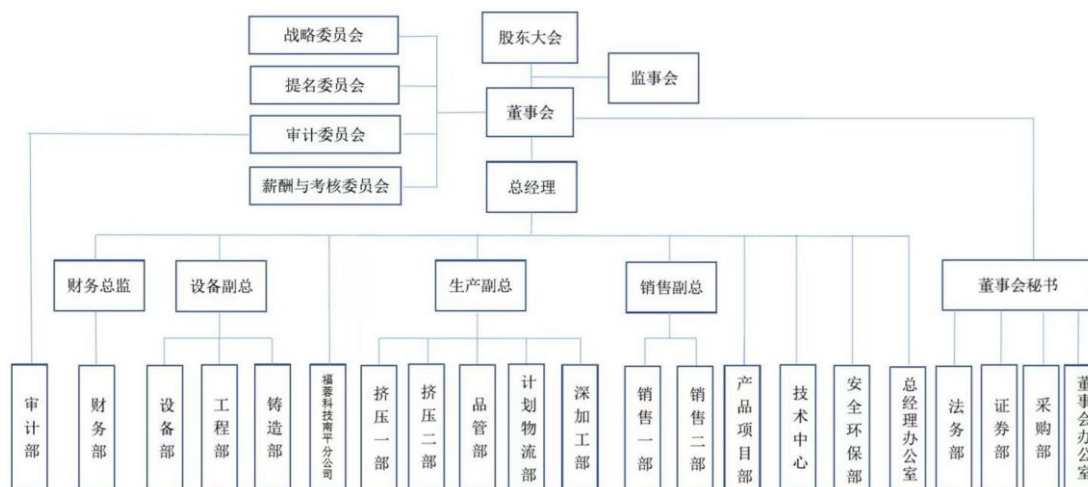 战略委员会
股东大会
提名委员会
监事会
董事会
审计委员会
薪酬与考核委员会
总经理
财务总监
设备副总
生产副总
销售副总
董事会秘书
审计部
财务部
设备部
工程部
铸造部
福蓉科技南平分公司
挤压一部
挤压二部
品管部
计划物流部
深加工部
销售一部
销售二部
产品项目部
技术中心
安全环保部
总经理办公室
法务部
证券部
采购部
董事会办公室